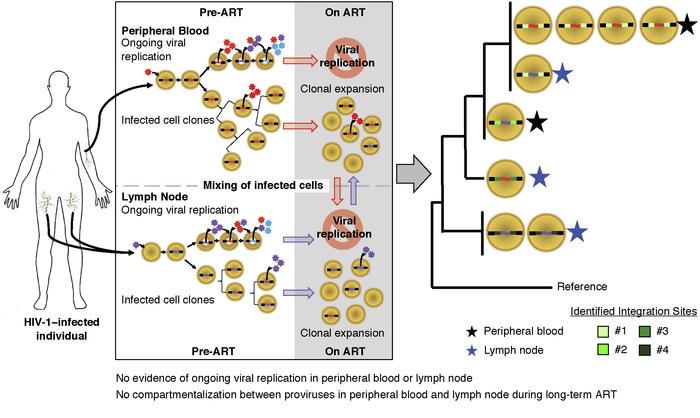 Pre-ART
On ART
Peripheral Blood
Ongoing viral
replication
Viral
replication
Clonal expansion
Infected cell clones
Mixing of infected cells
Lymph Node
Ongoing viral replication
Viral
replication
Infected cell clones
Clonal expansion
Pre-ART
On ART
HIV-1–infected
individual
Reference
Identified Integration Sites
Peripheral blood
#1
#3
Lymph node
#2
#4
No evidence of ongoing viral replication in peripheral blood or lymph node
No compartmentalization between proviruses in peripheral blood and lymph node during long-term ART